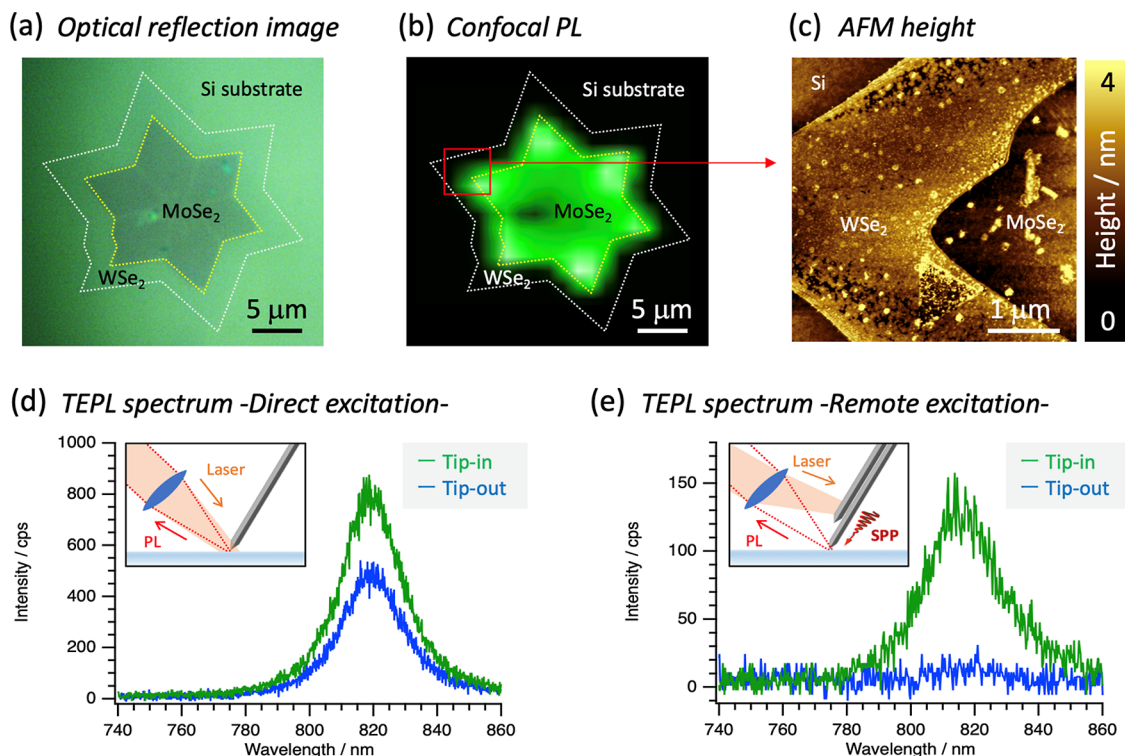 (a) Optical reflection image
Si substrate
MoSe₂
WSe₂
5 μm
(b) Confocal PL
Si substrate
MoSe₂
WSe₂
5 μm
(c) AFM height
Si
WSe₂
MoSe₂
1 μm
4
Height / nm
0
(d) TEPL spectrum -Direct excitation-
1000
800
600
400
200
0
Intensity / cps
Laser
PL
Tip-in
Tip-out
740 760 780 800 820 840 860
Wavelength / nm
(e) TEPL spectrum -Remote excitation-
150
100
50
0
Intensity / cps
Laser
PL
SPP
Tip-in
Tip-out
740 760 780 800 820 840 860
Wavelength / nm